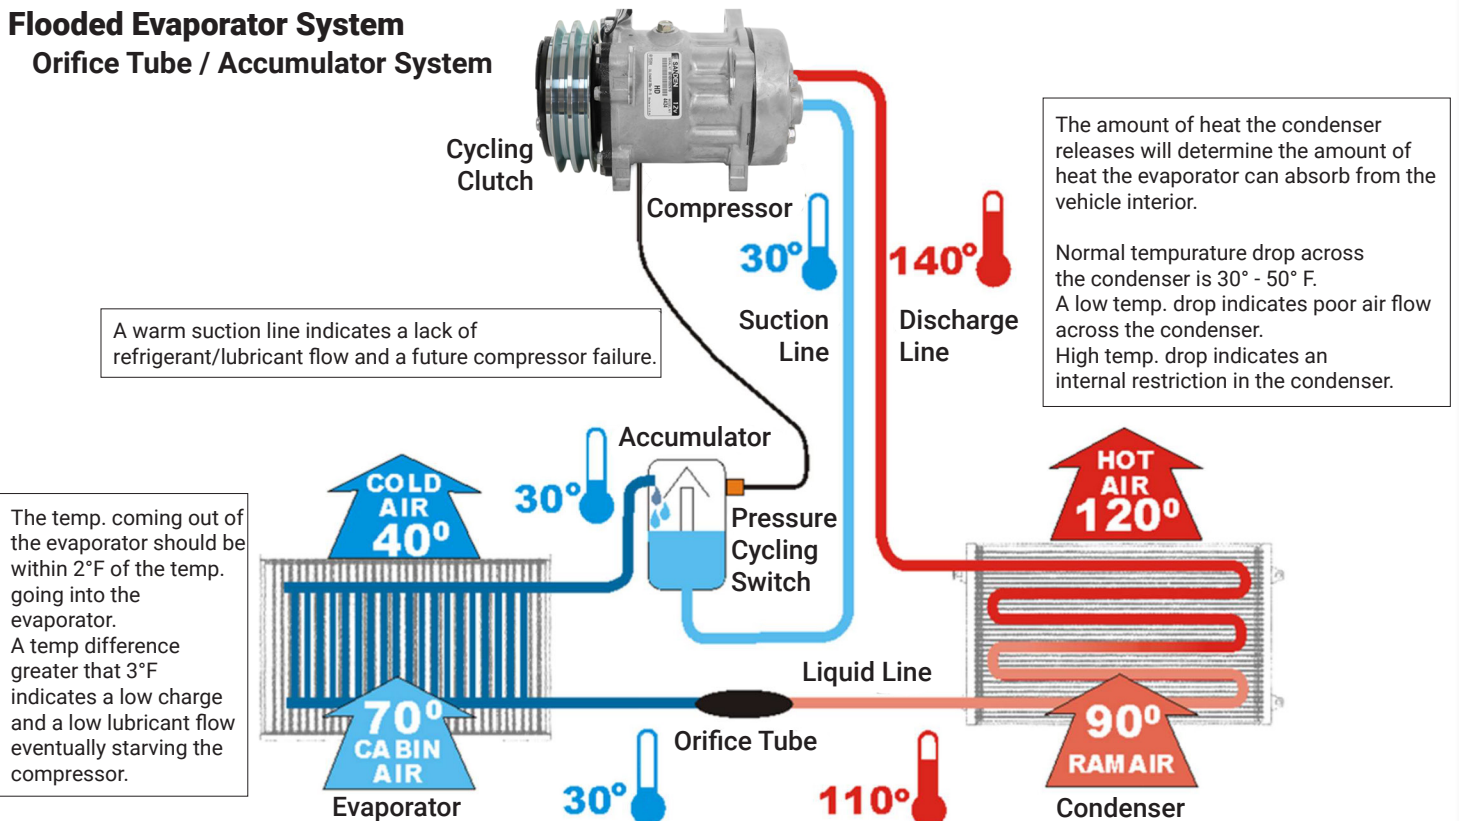 Flooded Evaporator System
Orifice Tube / Accumulator System
Cycling
Clutch
SANDEN 12V
HD
Compressor
30°
140°
Suction
Line
Discharge
Line
The amount of heat the condenser
releases will determine the amount of
heat the evaporator can absorb from the
vehicle interior.
Normal tempurature drop across
the condenser is 30° - 50° F.
A low temp. drop indicates poor air flow
across the condenser.
High temp. drop indicates an
internal restriction in the condenser.
A warm suction line indicates a lack of
refrigerant/lubricant flow and a future compressor failure.
Accumulator
30°
Pressure
Cycling
Switch
COLD
AIR
40⁰
HOT
AIR
120⁰
The temp. coming out of
the evaporator should be
within 2°F of the temp.
going into the
evaporator.
A temp difference
greater that 3°F
indicates a low charge
and a low lubricant flow
eventually starving the
compressor.
70⁰
CABIN
AIR
Evaporator
Liquid Line
Orifice Tube
30°
110°
90⁰
RAM AIR
Condenser